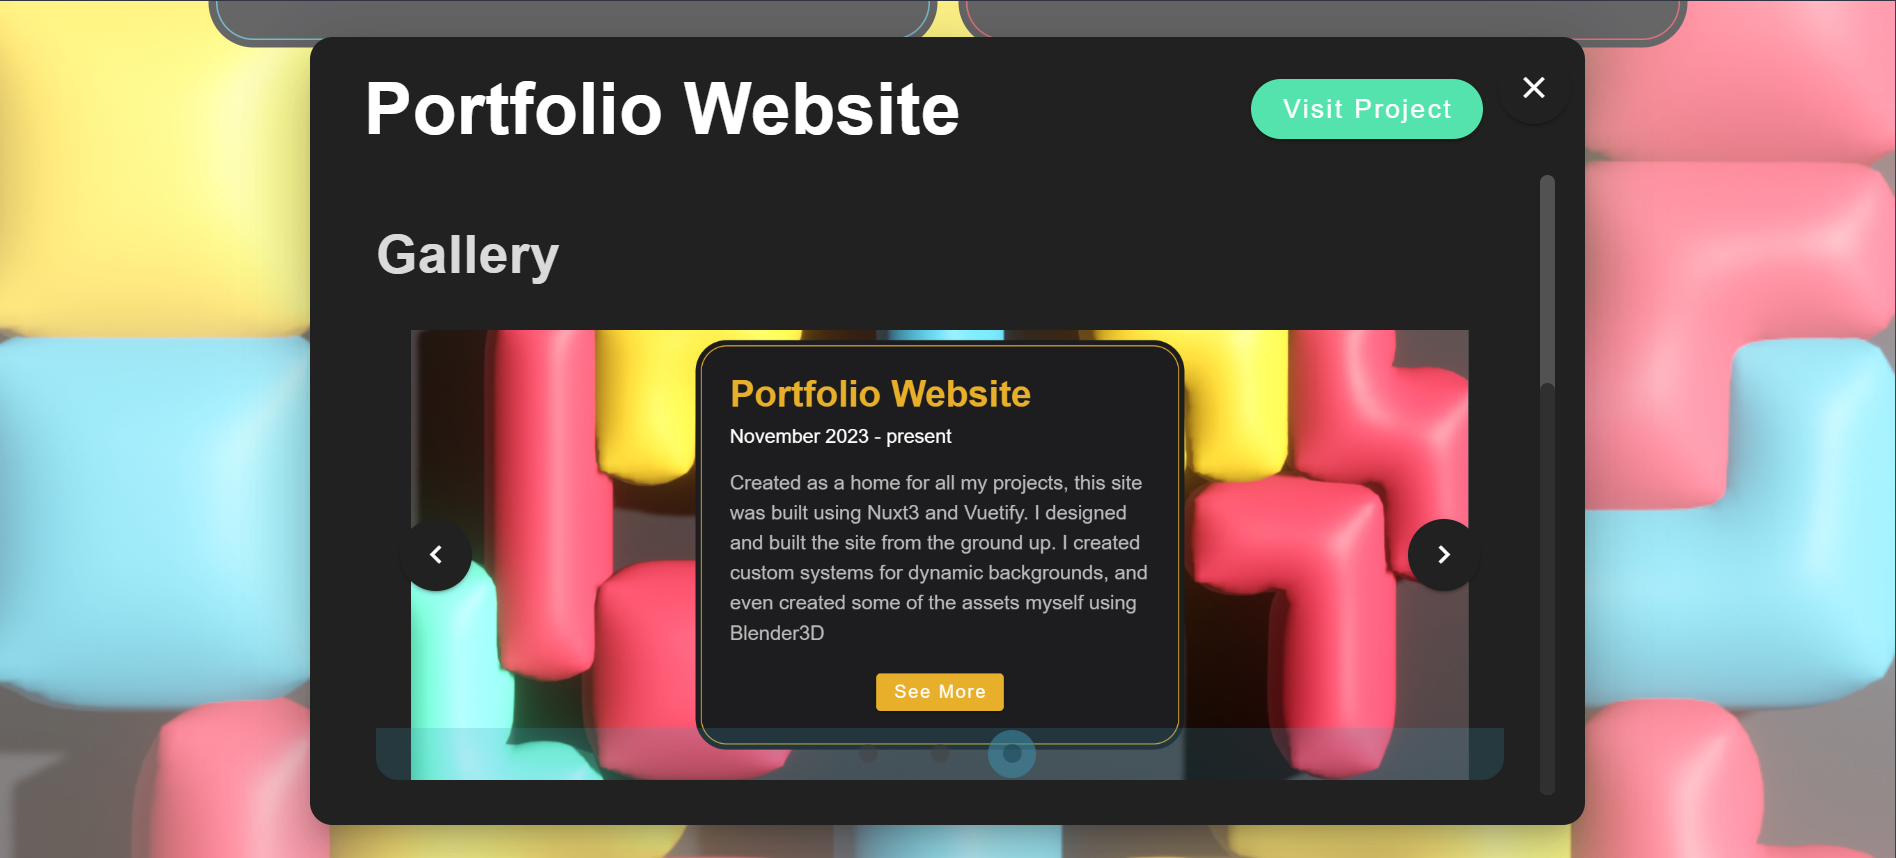 Portfolio Website
Visit Project
Gallery
Portfolio Website
November 2023 - present
Created as a home for all my projects, this site
was built using Nuxt3 and Vuetify. I designed
and built the site from the ground up. I created
custom systems for dynamic backgrounds, and
even created some of the assets myself using
Blender3D
See More